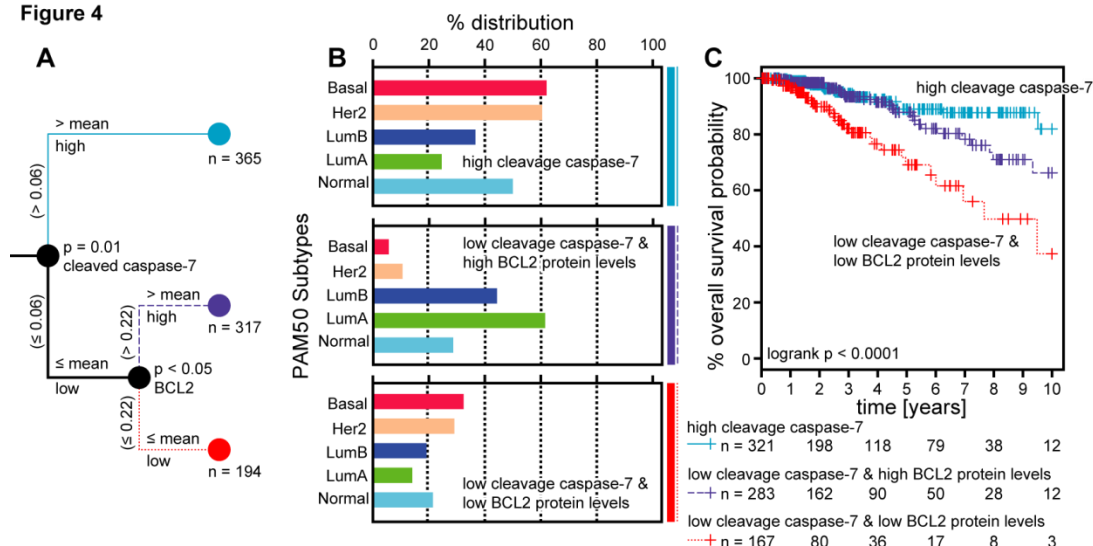 Figure 4
A
> mean
high
n = 365
(> 0.06)
p = 0.01
cleaved caspase-7
(≤ 0.06)
> mean
high
(> 0.22)
n = 317
≤ mean
low
p < 0.05
BCL2
(≤ 0.22)
≤ mean
low
n = 194
B
% distribution
0 20 40 60 80 100
PAM50 Subtypes
Basal
Her2
LumB
LumA
Normal
high cleavage caspase-7
Basal
Her2
LumB
LumA
Normal
low cleavage caspase-7 &
high BCL2 protein levels
Basal
Her2
LumB
LumA
Normal
low cleavage caspase-7 &
low BCL2 protein levels
C
% overall survival probability
100
80
60
40
20
0
high cleavage caspase-7
low cleavage caspase-7 &
low BCL2 protein levels
logrank p < 0.0001
0 1 2 3 4 5 6 7 8 9 10
time [years]
high cleavage caspase-7
n = 321 198 118 79 38 12
low cleavage caspase-7 & high BCL2 protein levels
n = 283 162 90 50 28 12
low cleavage caspase-7 & low BCL2 protein levels
n = 167 80 36 17 8 3